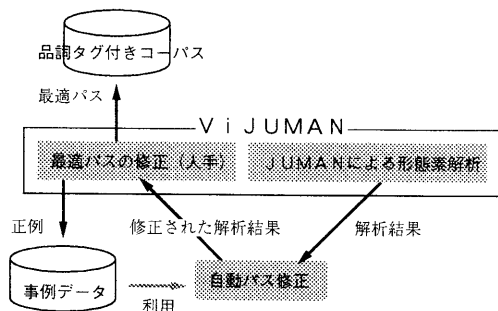 品詞タグ付きコーパス
最適パス
ViJUMAN
最適パスの修正（人手）
JUMANによる形態素解析
正例
修正された解析結果
解析結果
事例データ
利用
自動パス修正